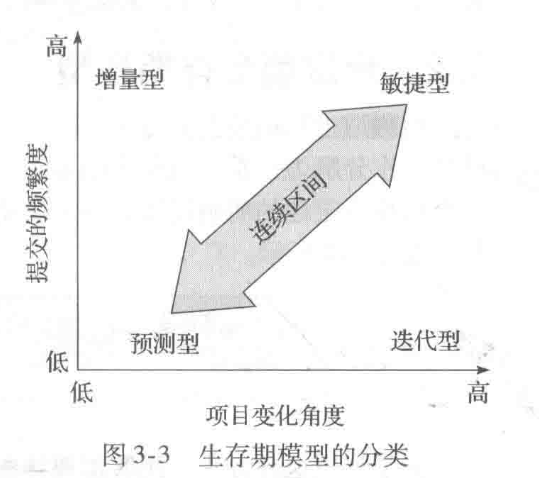 高
增量型
敏捷型
提交的频繁度
连续区间
预测型
迭代型
低
低
高
项目变化角度
图3-3 生存期模型的分类